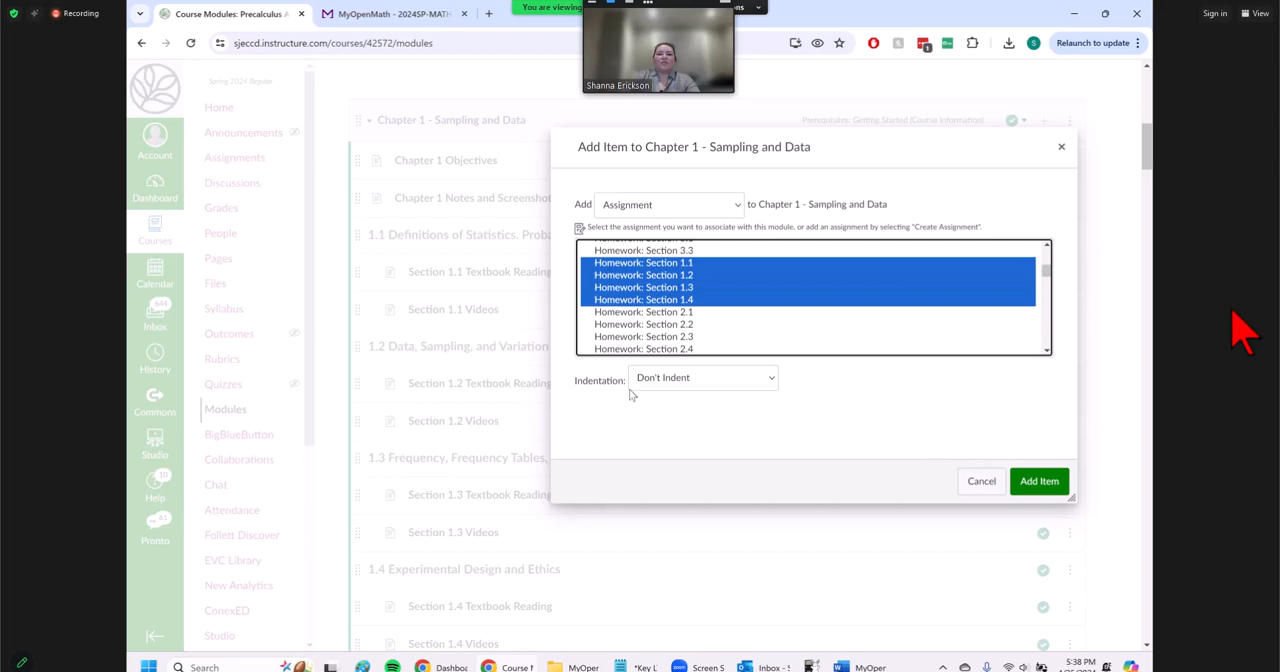 Recording
Course Modules: Precalculus A
MyOpenMath - 2024SP-MATH
You are viewing
ons
Sign in
View
sjeccd.instructure.com/courses/42572/modules
Relaunch to update
Shanna Erickson
Account
Dashboard
Courses
Calendar
644
Inbox
History
Commons
Studio
10
Help
61
Pronto
Spring 2024 Regular
Home
Announcements
Assignments
Discussions
Grades
People
Pages
Files
Syllabus
Outcomes
Rubrics
Quizzes
Modules
BigBlueButton
Collaborations
Chat
Attendance
Follett Discover
EVC Library
New Analytics
ConexED
Studio
Chapter 1 - Sampling and Data
Prerequisites: Getting Started (Course Information)
Chapter 1 Objectives
Chapter 1 Notes and Screenshot
1.1 Definitions of Statistics. Proba
Section 1.1 Textbook Reading
Section 1.1 Videos
1.2 Data, Sampling, and Variation
Section 1.2 Textbook Reading
Section 1.2 Videos
1.3 Frequency, Frequency Tables,
Section 1.3 Textbook Reading
Section 1.3 Videos
1.4 Experimental Design and Ethics
Section 1.4 Textbook Reading
Section 1.4 Videos
Add Item to Chapter 1 - Sampling and Data
Add Assignment to Chapter 1 - Sampling and Data
Select the assignment you want to associate with this module, or add an assignment by selecting "Create Assignment".
Homework: Section 3.3
Homework: Section 1.1
Homework: Section 1.2
Homework: Section 1.3
Homework: Section 1.4
Homework: Section 2.1
Homework: Section 2.2
Homework: Section 2.3
Homework: Section 2.4
Indentation: Don't Indent
Cancel
Add Item
Search
Dashboa
Course M
MyOper
*Key L
Screen S
Inbox - S
MyOper
5:38 PM